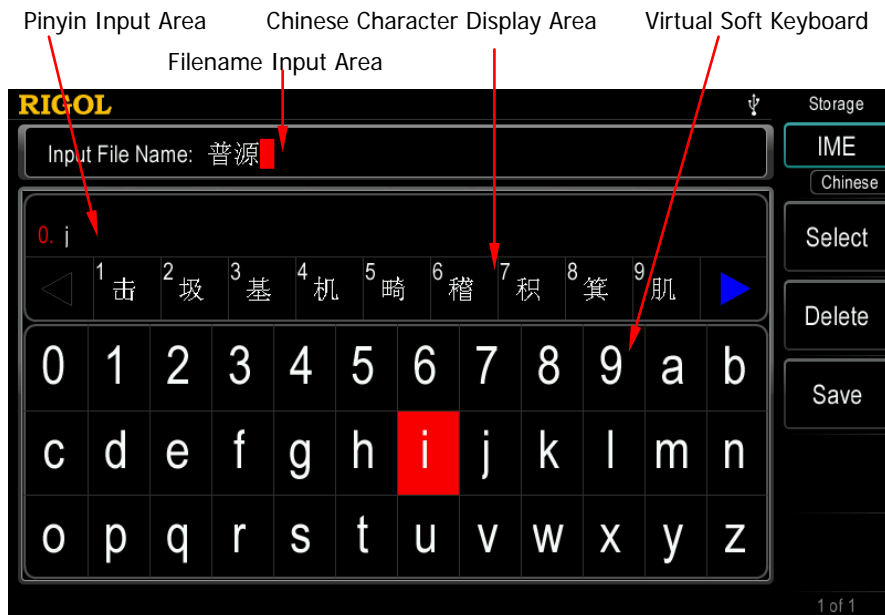 Pinyin Input Area Chinese Character Display Area Virtual Soft Keyboard
Filename Input Area
RIGOL Storage
Input File Name: 普源 IME
Chinese
0. j Select
1击 2圾 3基 4机 5畸 6稽 7积 8箕 9肌
Delete
0 1 2 3 4 5 6 7 8 9 a b
Save
c d e f g h i j k l m n
o p q r s t u v w x y z
1 of 1